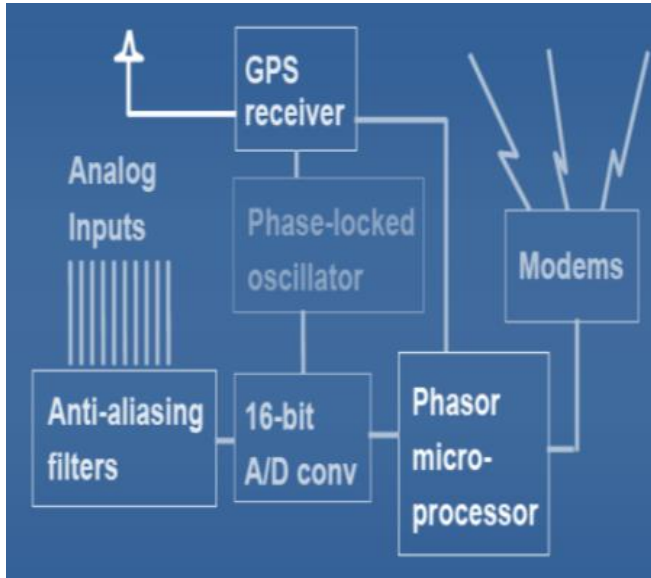 GPS
receiver
Analog
Inputs
Phase-locked
oscillator
Modems
Anti-aliasing
filters
16-bit
A/D conv
Phasor
micro-
processor